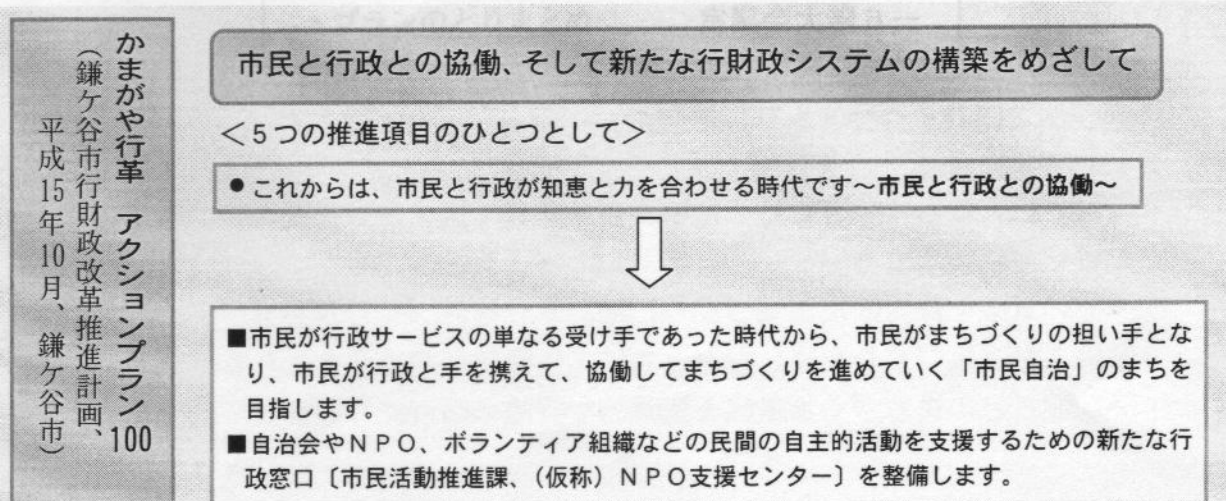 かまがや行革　アクションプラン100
（鎌ケ谷市行財政改革推進計画、
平成15年10月、鎌ケ谷市）
市民と行政との協働、そして新たな行財政システムの構築をめざして
＜５つの推進項目のひとつとして＞
●これからは、市民と行政が知恵と力を合わせる時代です～市民と行政との協働～
■市民が行政サービスの単なる受け手であった時代から、市民がまちづくりの担い手とな
り、市民が行政と手を携えて、協働してまちづくりを進めていく「市民自治」のまちを
目指します。
■自治会やＮＰＯ、ボランティア組織などの民間の自主的活動を支援するための新たな行
政窓口〔市民活動推進課、（仮称）ＮＰＯ支援センター〕を整備します。